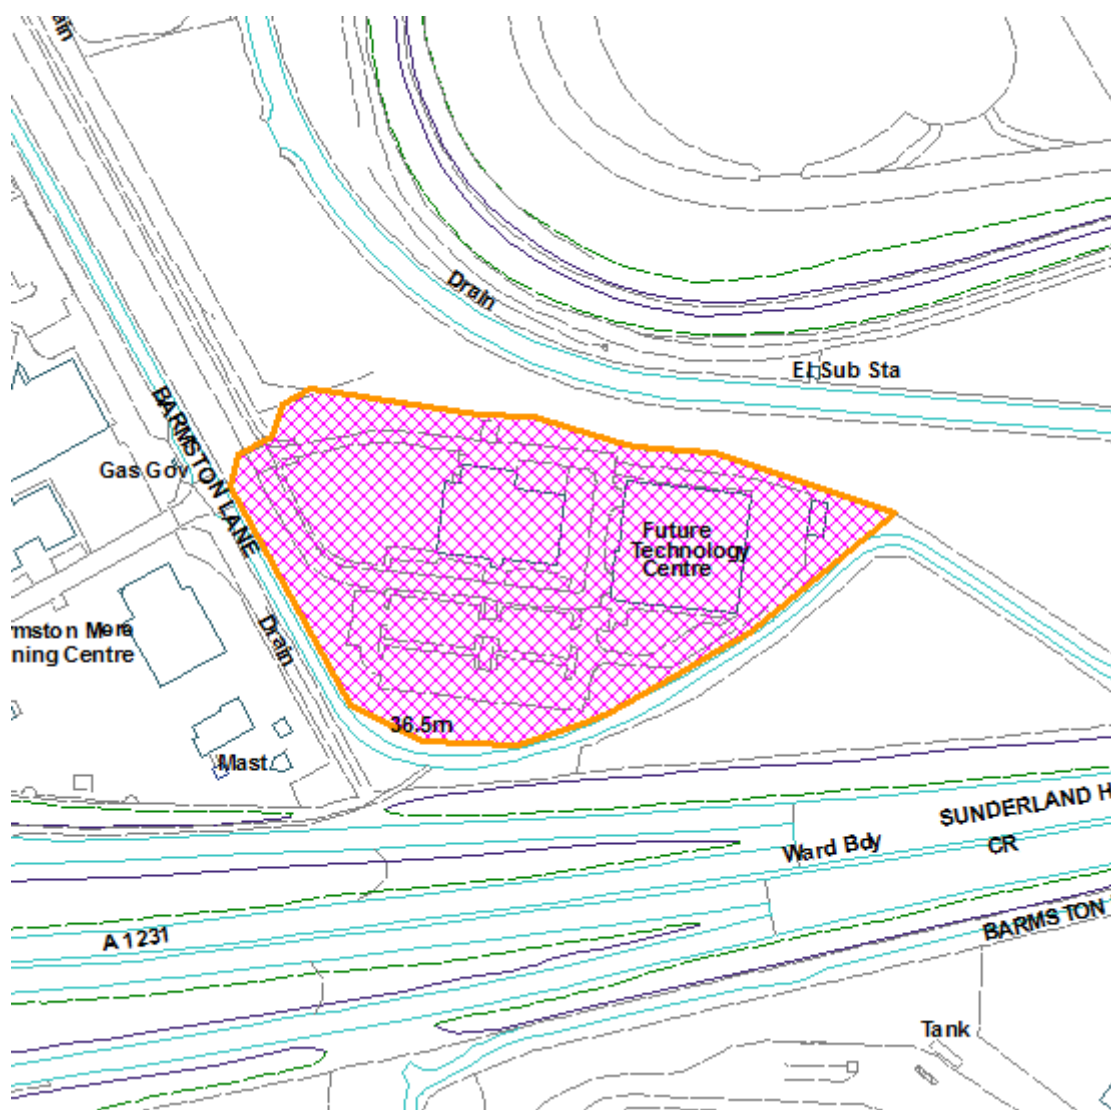 Drain
El Sub Sta
BARMSTON LANE
Gas Gov
Future
Technology
Centre
Drain
rmston Mere
ning Centre
36.5m
Mast
SUNDERLAND H
Ward Bdy
CR
A 1231
BARMSTON
Tank